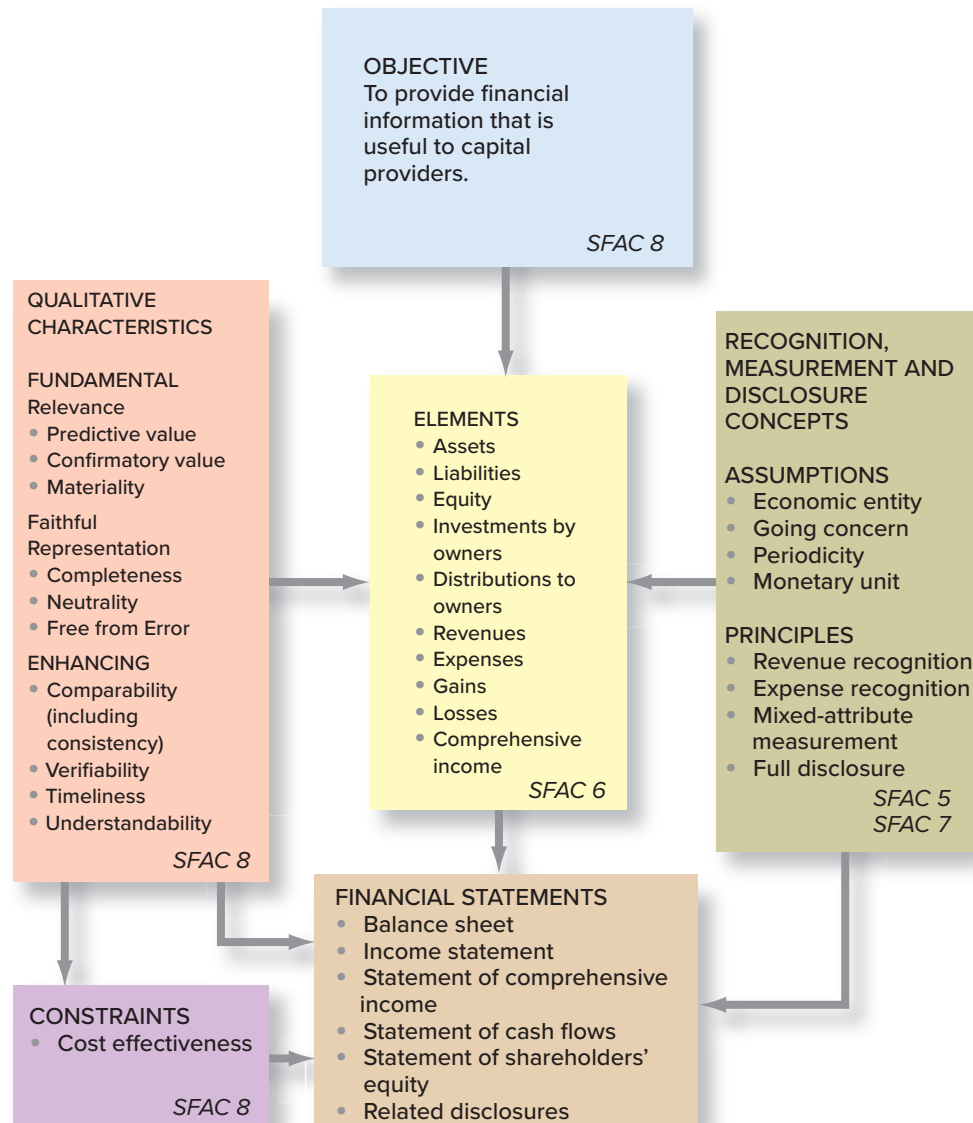 OBJECTIVE
To provide financial
information that is
useful to capital
providers.
SFAC 8
QUALITATIVE
CHARACTERISTICS
FUNDAMENTAL
Relevance
• Predictive value
• Confirmatory value
• Materiality
Faithful
Representation
• Completeness
• Neutrality
• Free from Error
ENHANCING
• Comparability
(including
consistency)
• Verifiability
• Timeliness
• Understandability
SFAC 8
ELEMENTS
• Assets
• Liabilities
• Equity
• Investments by
owners
• Distributions to
owners
• Revenues
• Expenses
• Gains
• Losses
• Comprehensive
income
SFAC 6
RECOGNITION,
MEASUREMENT AND
DISCLOSURE
CONCEPTS
ASSUMPTIONS
• Economic entity
• Going concern
• Periodicity
• Monetary unit
PRINCIPLES
• Revenue recognition
• Expense recognition
• Mixed-attribute
measurement
• Full disclosure
SFAC 5
SFAC 7
CONSTRAINTS
• Cost effectiveness
SFAC 8
FINANCIAL STATEMENTS
• Balance sheet
• Income statement
• Statement of comprehensive
income
• Statement of cash flows
• Statement of shareholders’
equity
• Related disclosures